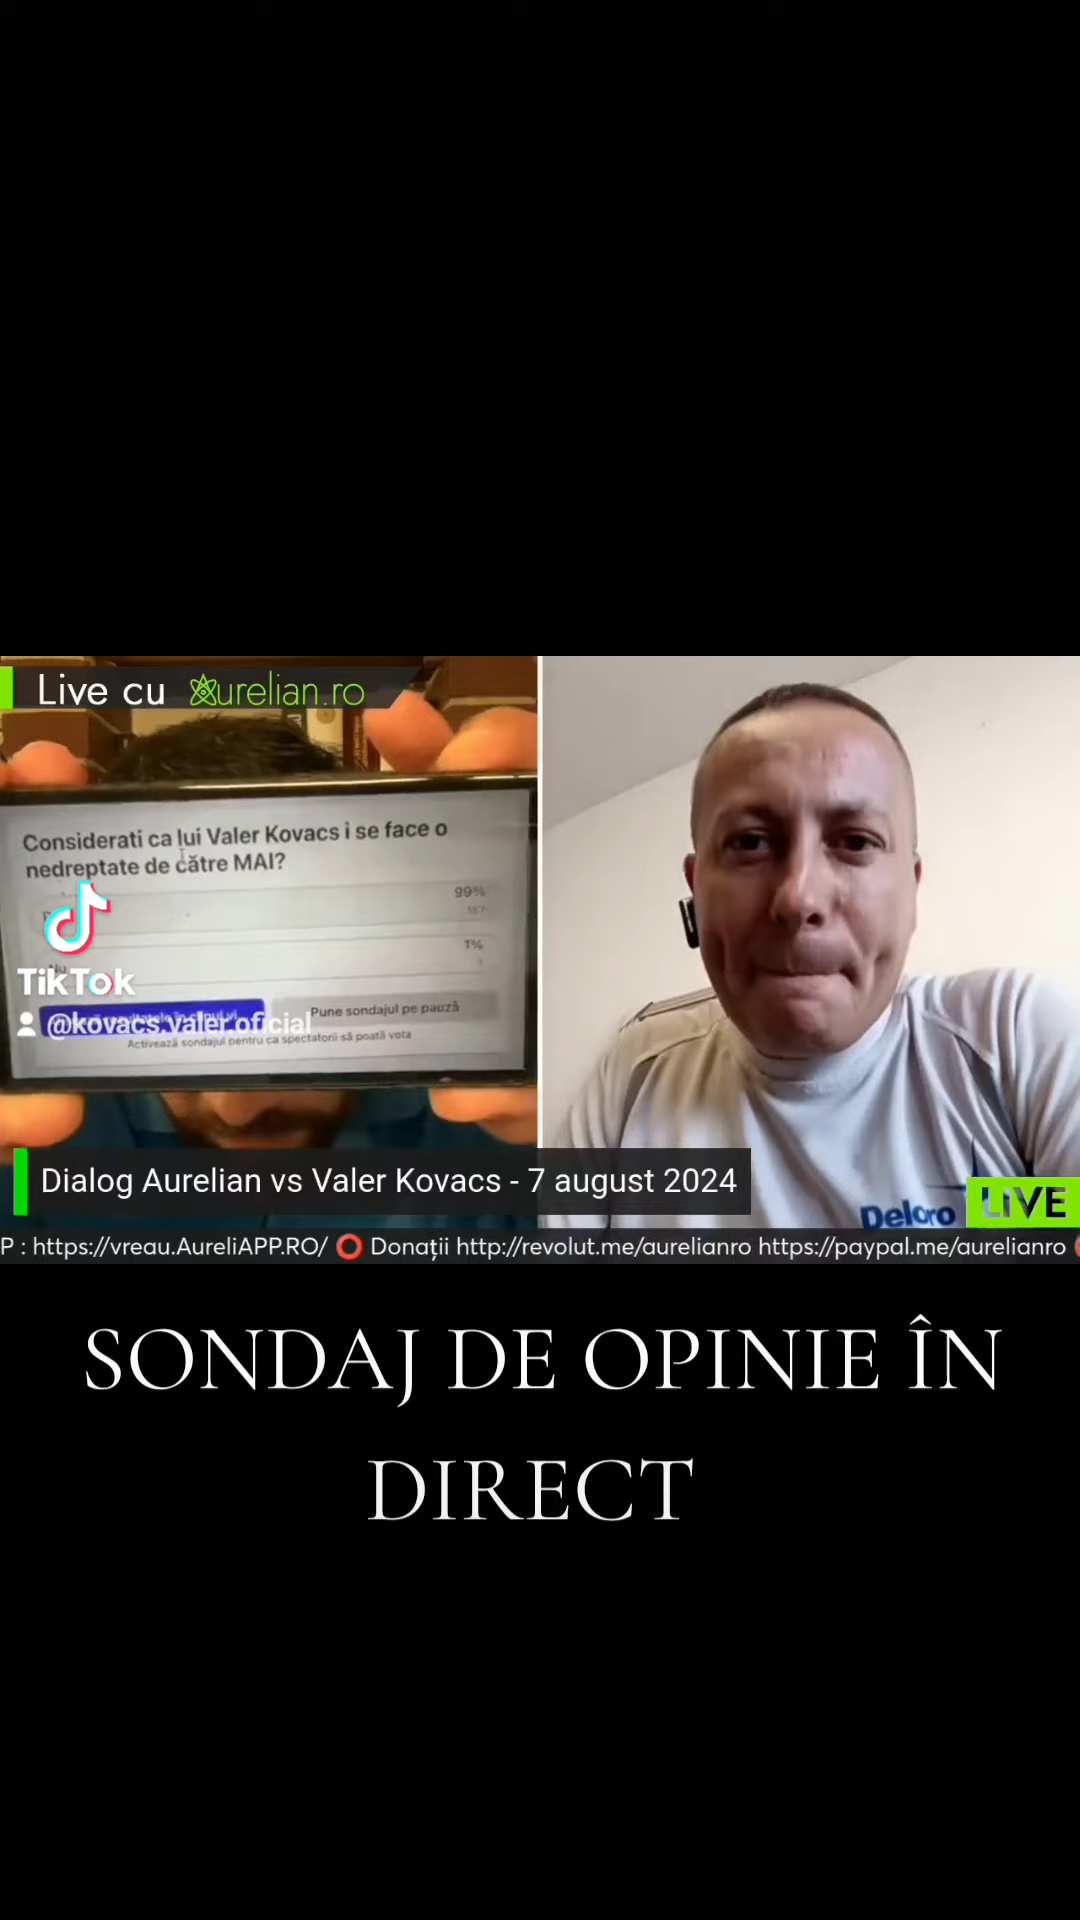 Live cu Aurelian.ro
Considerati ca lui Valer Kovacs i se face o
nedreptate de către MAI?
99%
167
1%
Nu
1
TikTok
Pune sondajul pe pauză
@kovacs.valer.oficial
Activează sondajul pentru ca spectatorii să poată vota
Dialog Aurelian vs Valer Kovacs - 7 august 2024
Deloro
LIVE
P : https://vreau.AureliAPP.RO/ ⭕ Donații http://revolut.me/aurelianro https://paypal.me/aurelianro
SONDAJ DE OPINIE ÎN
DIRECT